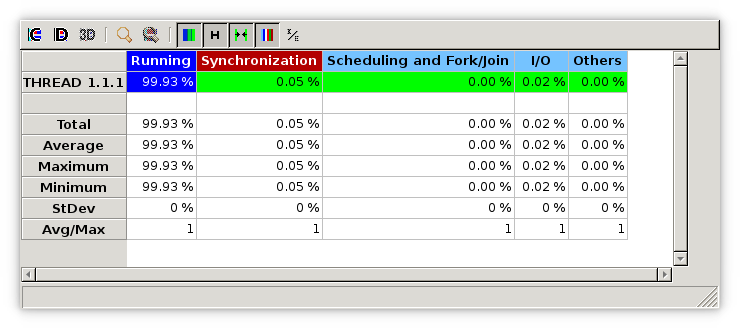 3D H Σ/E
Running Synchronization Scheduling and Fork/Join I/O Others
THREAD 1.1.1 99.93 % 0.05 % 0.00 % 0.02 % 0.00 %
Total 99.93 % 0.05 % 0.00 % 0.02 % 0.00 %
Average 99.93 % 0.05 % 0.00 % 0.02 % 0.00 %
Maximum 99.93 % 0.05 % 0.00 % 0.02 % 0.00 %
Minimum 99.93 % 0.05 % 0.00 % 0.02 % 0.00 %
StDev 0 % 0 % 0 % 0 % 0 %
Avg/Max 1 1 1 1 1